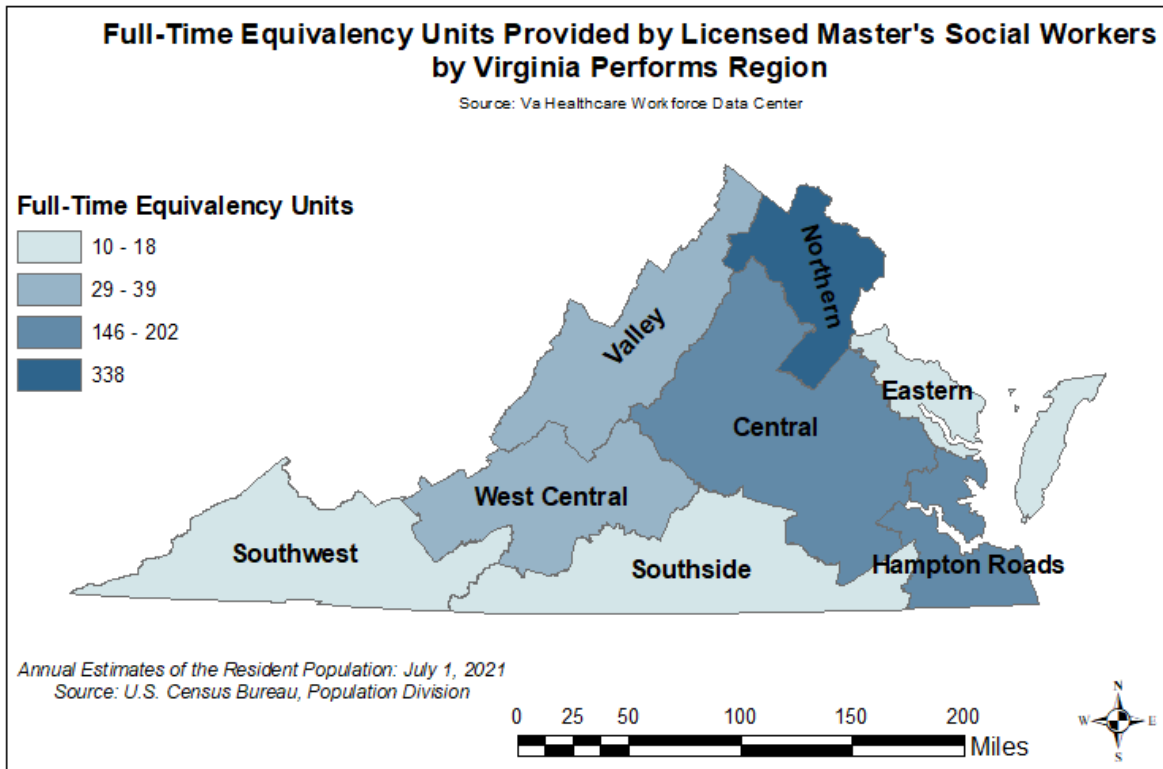 Full-Time Equivalency Units Provided by Licensed Master's Social Workers
by Virginia Performs Region
Source: Va Healthcare Workforce Data Center
Full-Time Equivalency Units
10 - 18
29 - 39
146 - 202
338
Northern
Valley
Eastern
Central
West Central
Southwest
Southside
Hampton Roads
Annual Estimates of the Resident Population: July 1, 2021
Source: U.S. Census Bureau, Population Division
0 25 50 100 150 200
Miles
N
W E
S